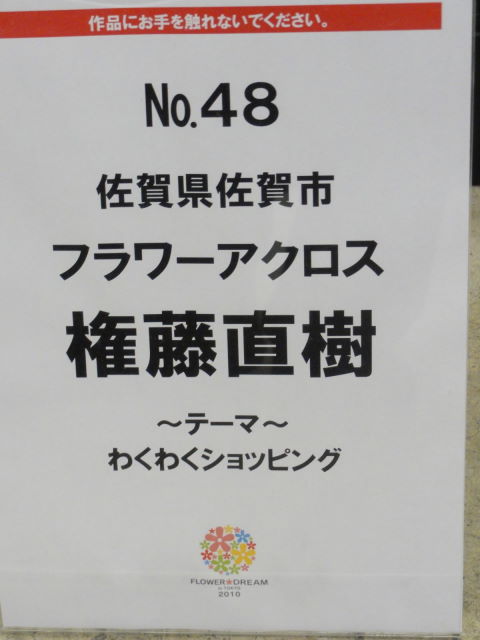 作品にお手を触れないでください。
No.48
佐賀県佐賀市
フラワーアクロス
権藤直樹
〜テーマ〜
わくわくショッピング
FLOWER★DREAM
in TOKYO
2010